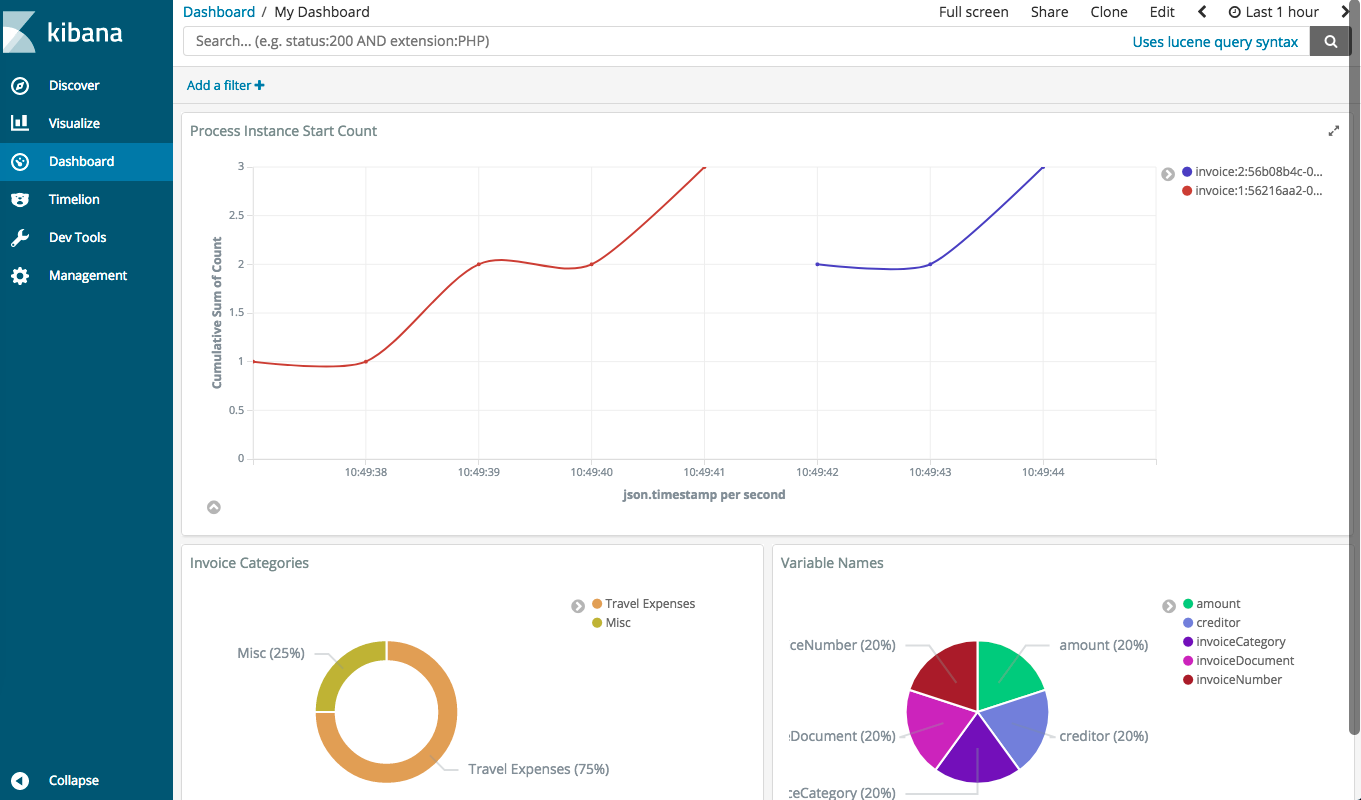 kibana
Discover
Visualize
Dashboard
Timelion
Dev Tools
Management
Collapse
Dashboard / My Dashboard
Full screen Share Clone Edit Last 1 hour
Search... (e.g. status:200 AND extension:PHP)
Uses lucene query syntax
Add a filter +
Process Instance Start Count
3
2.5
2
1.5
1
0.5
0
Cumulative Sum of Count
10:49:38 10:49:39 10:49:40 10:49:41 10:49:42 10:49:43 10:49:44
json.timestamp per second
invoice:2:56b08b4c-0...
invoice:1:56216aa2-0...
Invoice Categories
Travel Expenses
Misc
Misc (25%)
Travel Expenses (75%)
Variable Names
amount
creditor
invoiceCategory
invoiceDocument
invoiceNumber
ceNumber (20%)
amount (20%)
eDocument (20%)
creditor (20%)
ceCategory (20%)